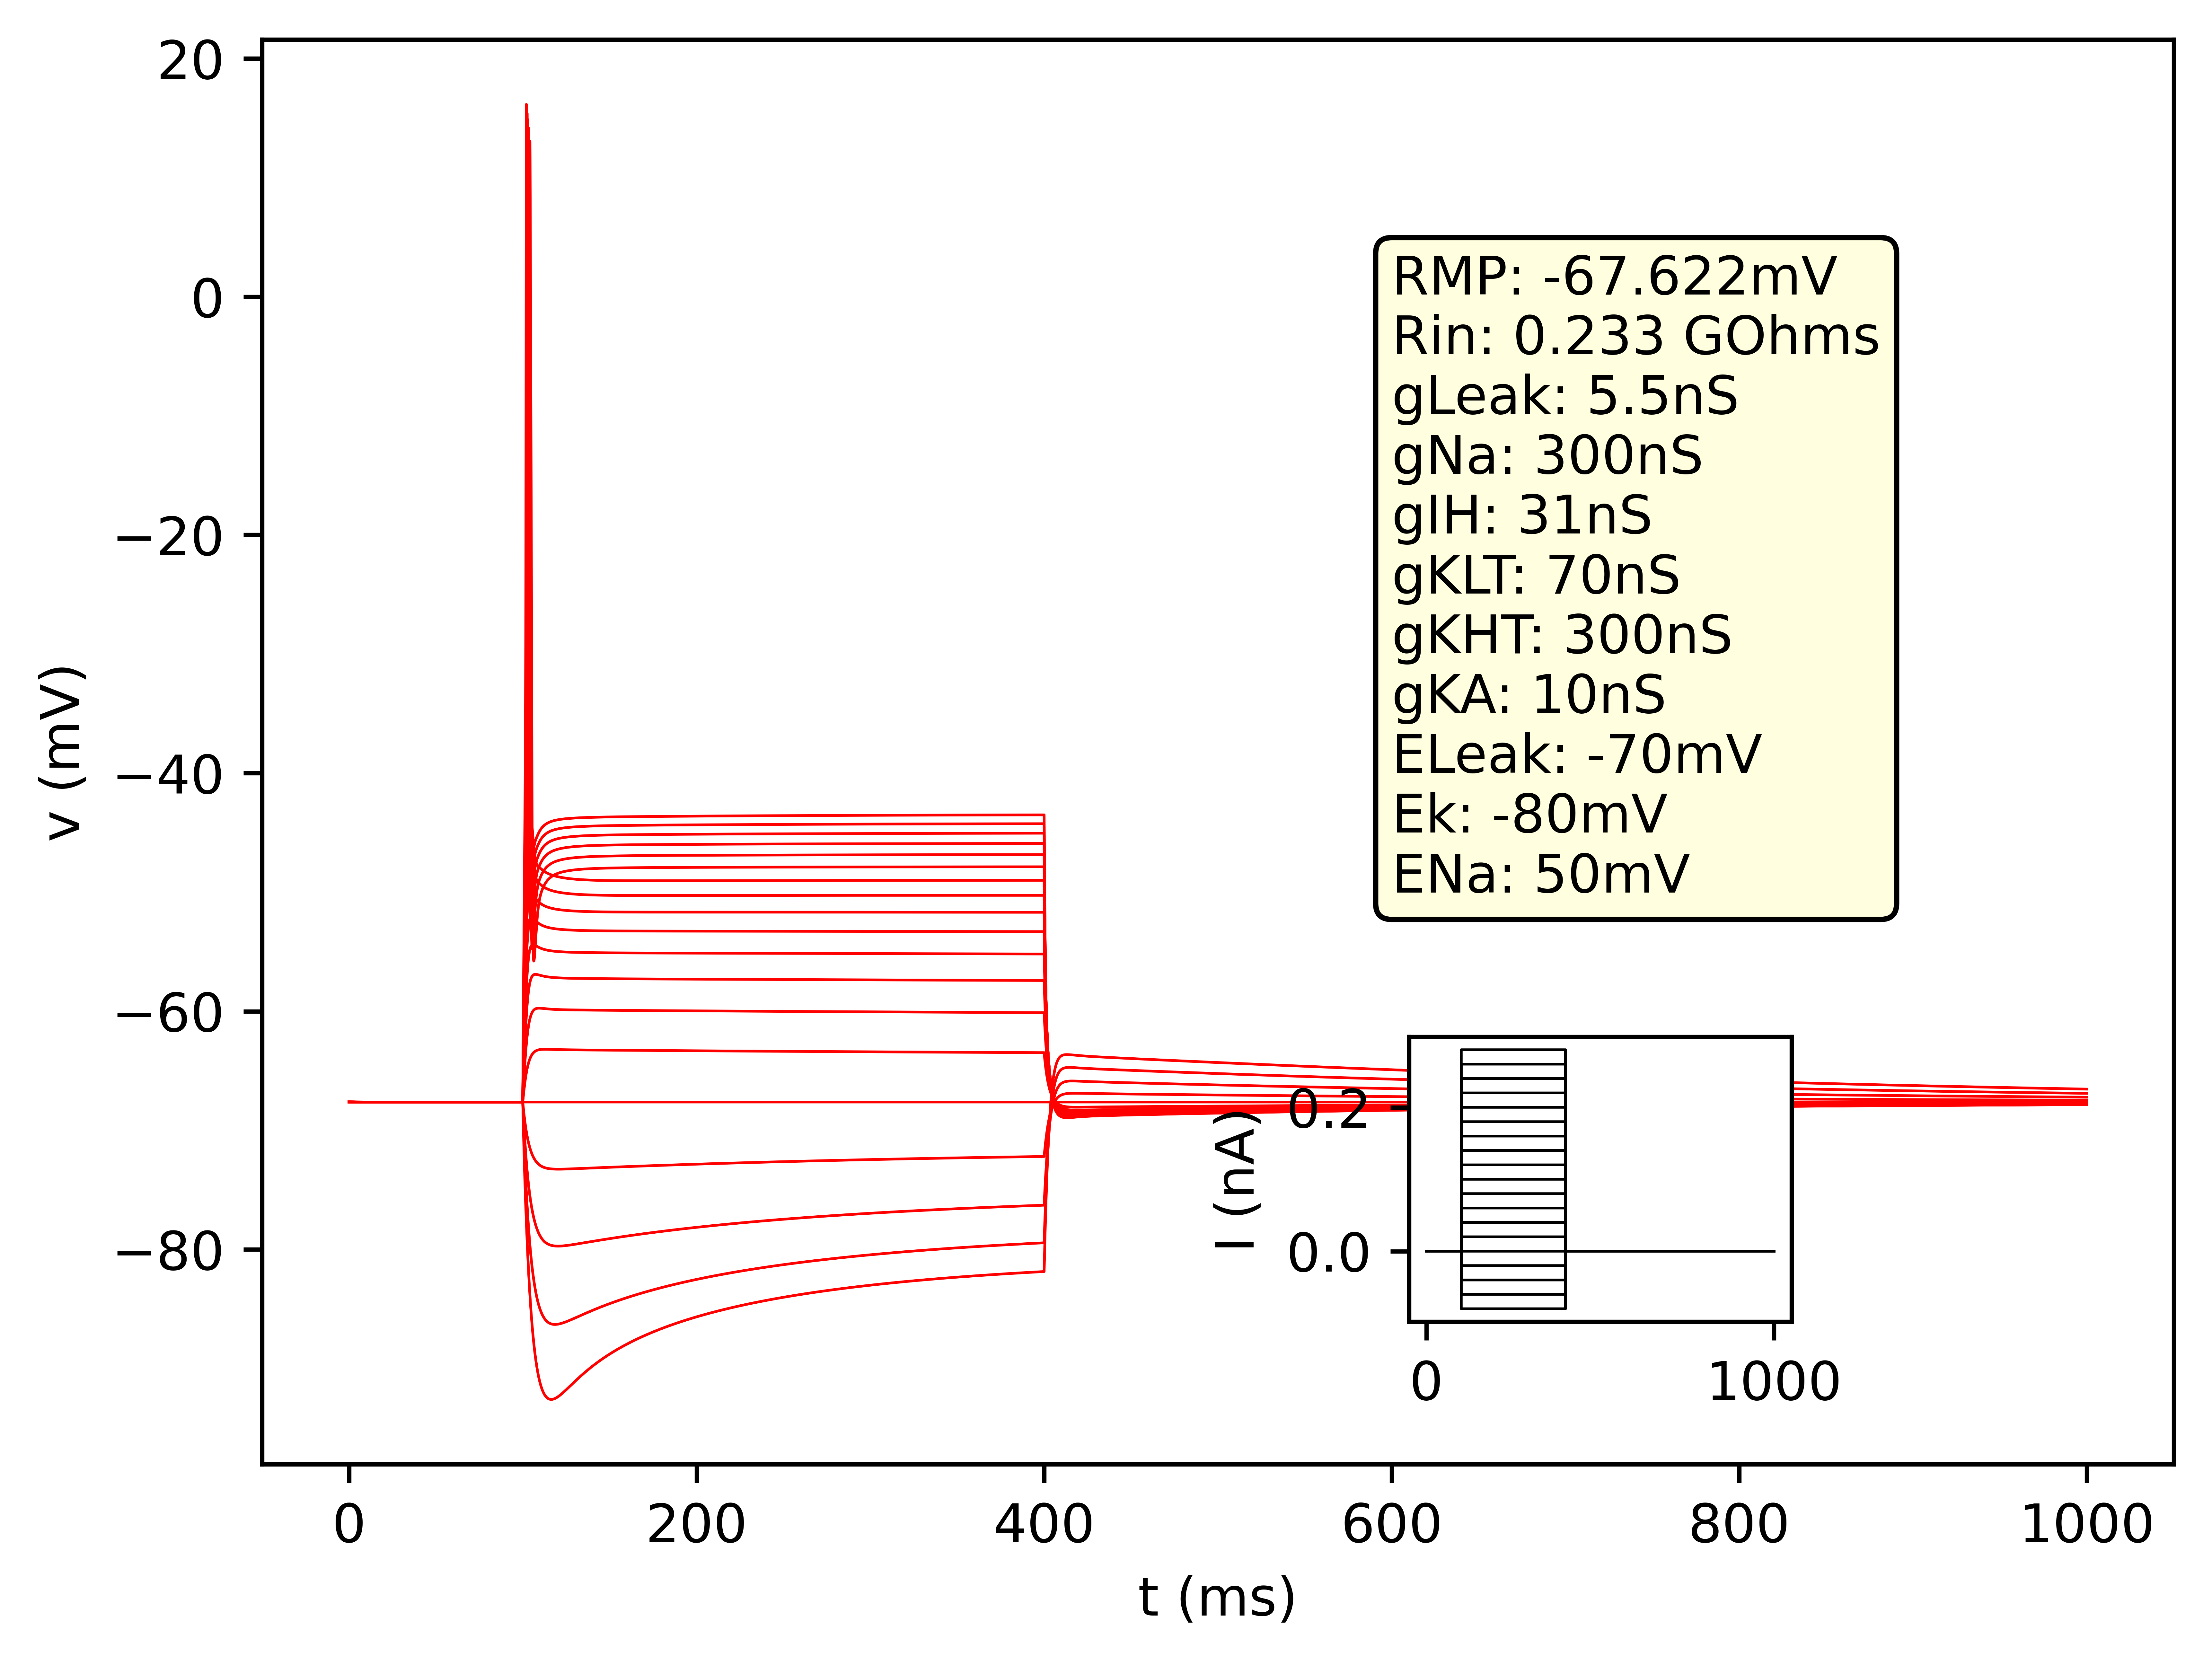 20
0
−20
−40
−60
−80
v (mV)
0
200
400
600
800
1000
t (ms)
RMP: -67.622mV
Rin: 0.233 GOhms
gLeak: 5.5nS
gNa: 300nS
gIH: 31nS
gKLT: 70nS
gKHT: 300nS
gKA: 10nS
ELeak: -70mV
Ek: -80mV
ENa: 50mV
I (nA)
0.2
0.0
0
1000